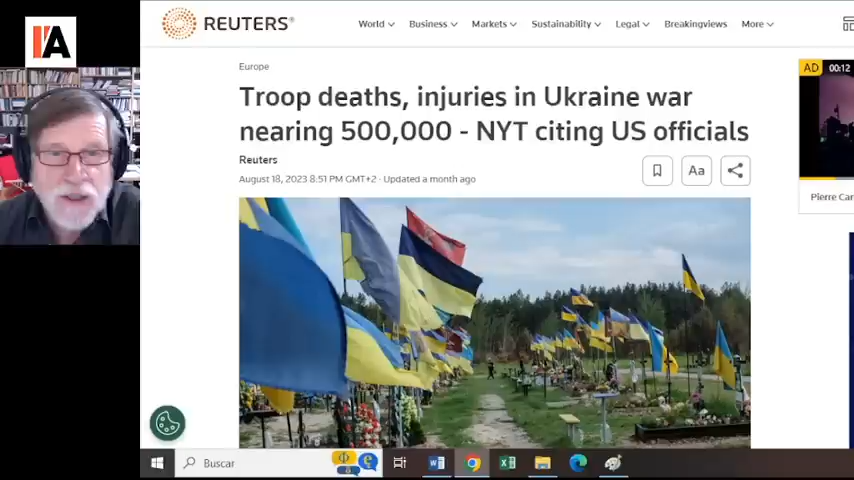 IA
REUTERS®
World
Business
Markets
Sustainability
Legal
Breakingviews
More
Europe
Troop deaths, injuries in Ukraine war
nearing 500,000 - NYT citing US officials
Reuters
August 18, 2023 8:51 PM GMT+2 · Updated a month ago
Aa
AD 00:12
Pierre Car
Buscar